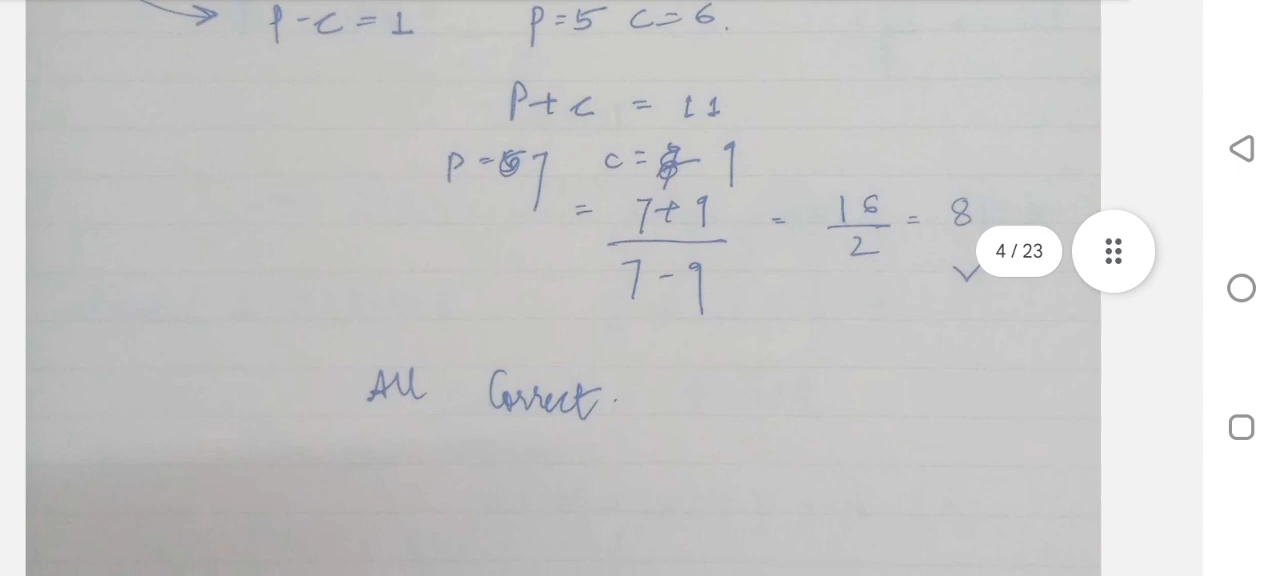 P-C = 1 P = 5 C = 6.
P+C = 11
P = 7 C = 9
= 7+9 / 7-9 = 16 / 2 = 8
4 / 23
All Correct.